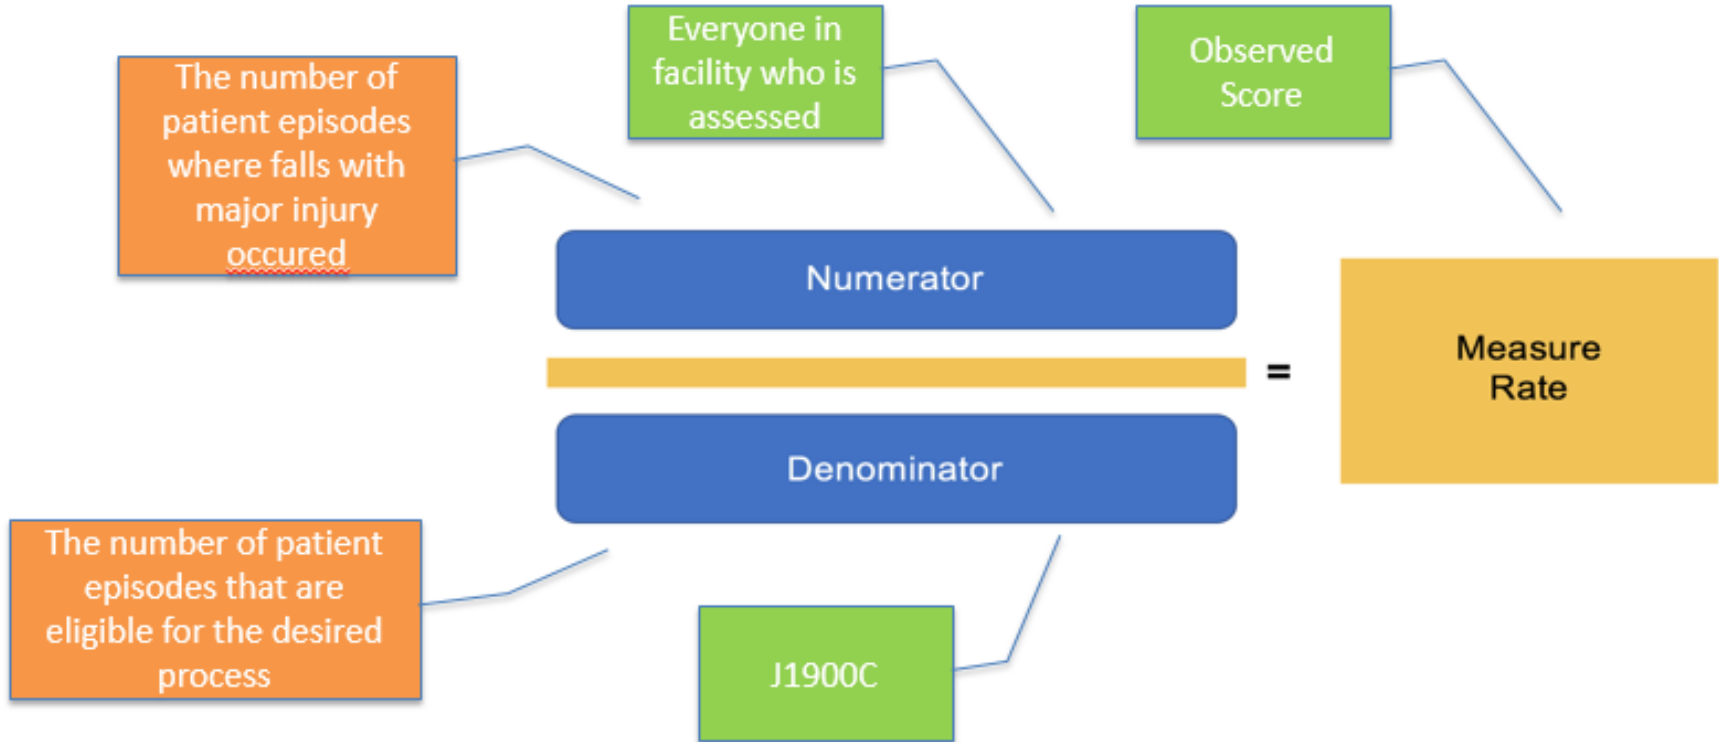 The number of
patient episodes
where falls with
major injury
occured
Everyone in
facility who is
assessed
Observed
Score
Numerator
=
Measure
Rate
Denominator
The number of patient
episodes that are
eligible for the desired
process
J1900C